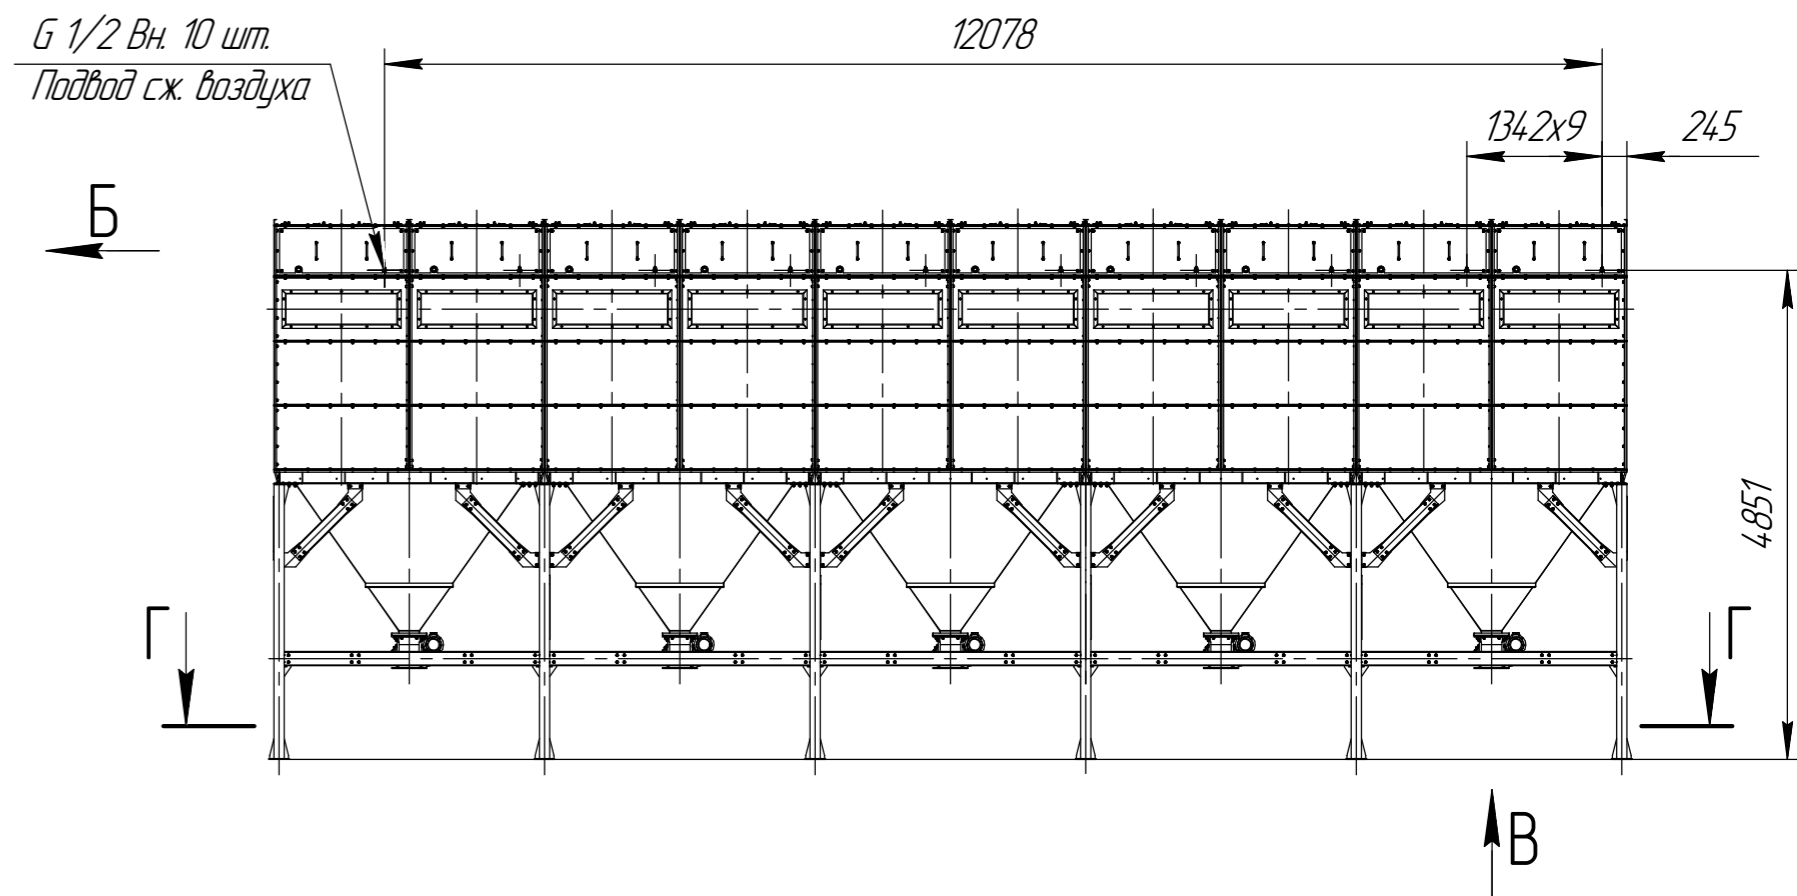 G 1/2 Вн. 10 шт.
Подвод сж. воздуха
12078
1342x9
245
Б
4851
Г
Г
В